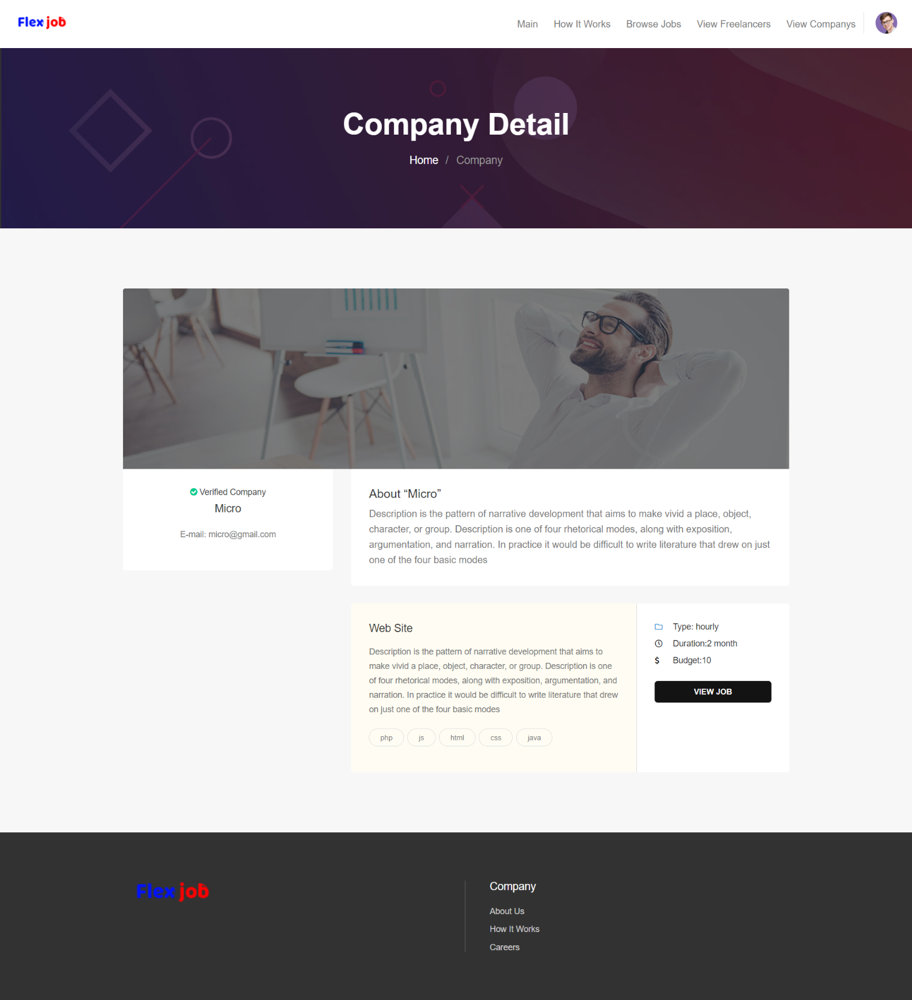 Flex job
Main
How It Works
Browse Jobs
View Freelancers
View Companys
Company Detail
Home / Company
Verified Company
Micro
E-mail: micro@gmail.com
About “Micro”
Description is the pattern of narrative development that aims to make vivid a place, object,
character, or group. Description is one of four rhetorical modes, along with exposition,
argumentation, and narration. In practice it would be difficult to write literature that drew on just
one of the four basic modes
Web Site
Description is the pattern of narrative development that aims to
make vivid a place, object, character, or group. Description is one
of four rhetorical modes, along with exposition, argumentation, and
narration. In practice it would be difficult to write literature that drew
on just one of the four basic modes
php
js
html
css
java
Type: hourly
Duration:2 month
Budget:10
VIEW JOB
Flex job
Company
About Us
How It Works
Careers